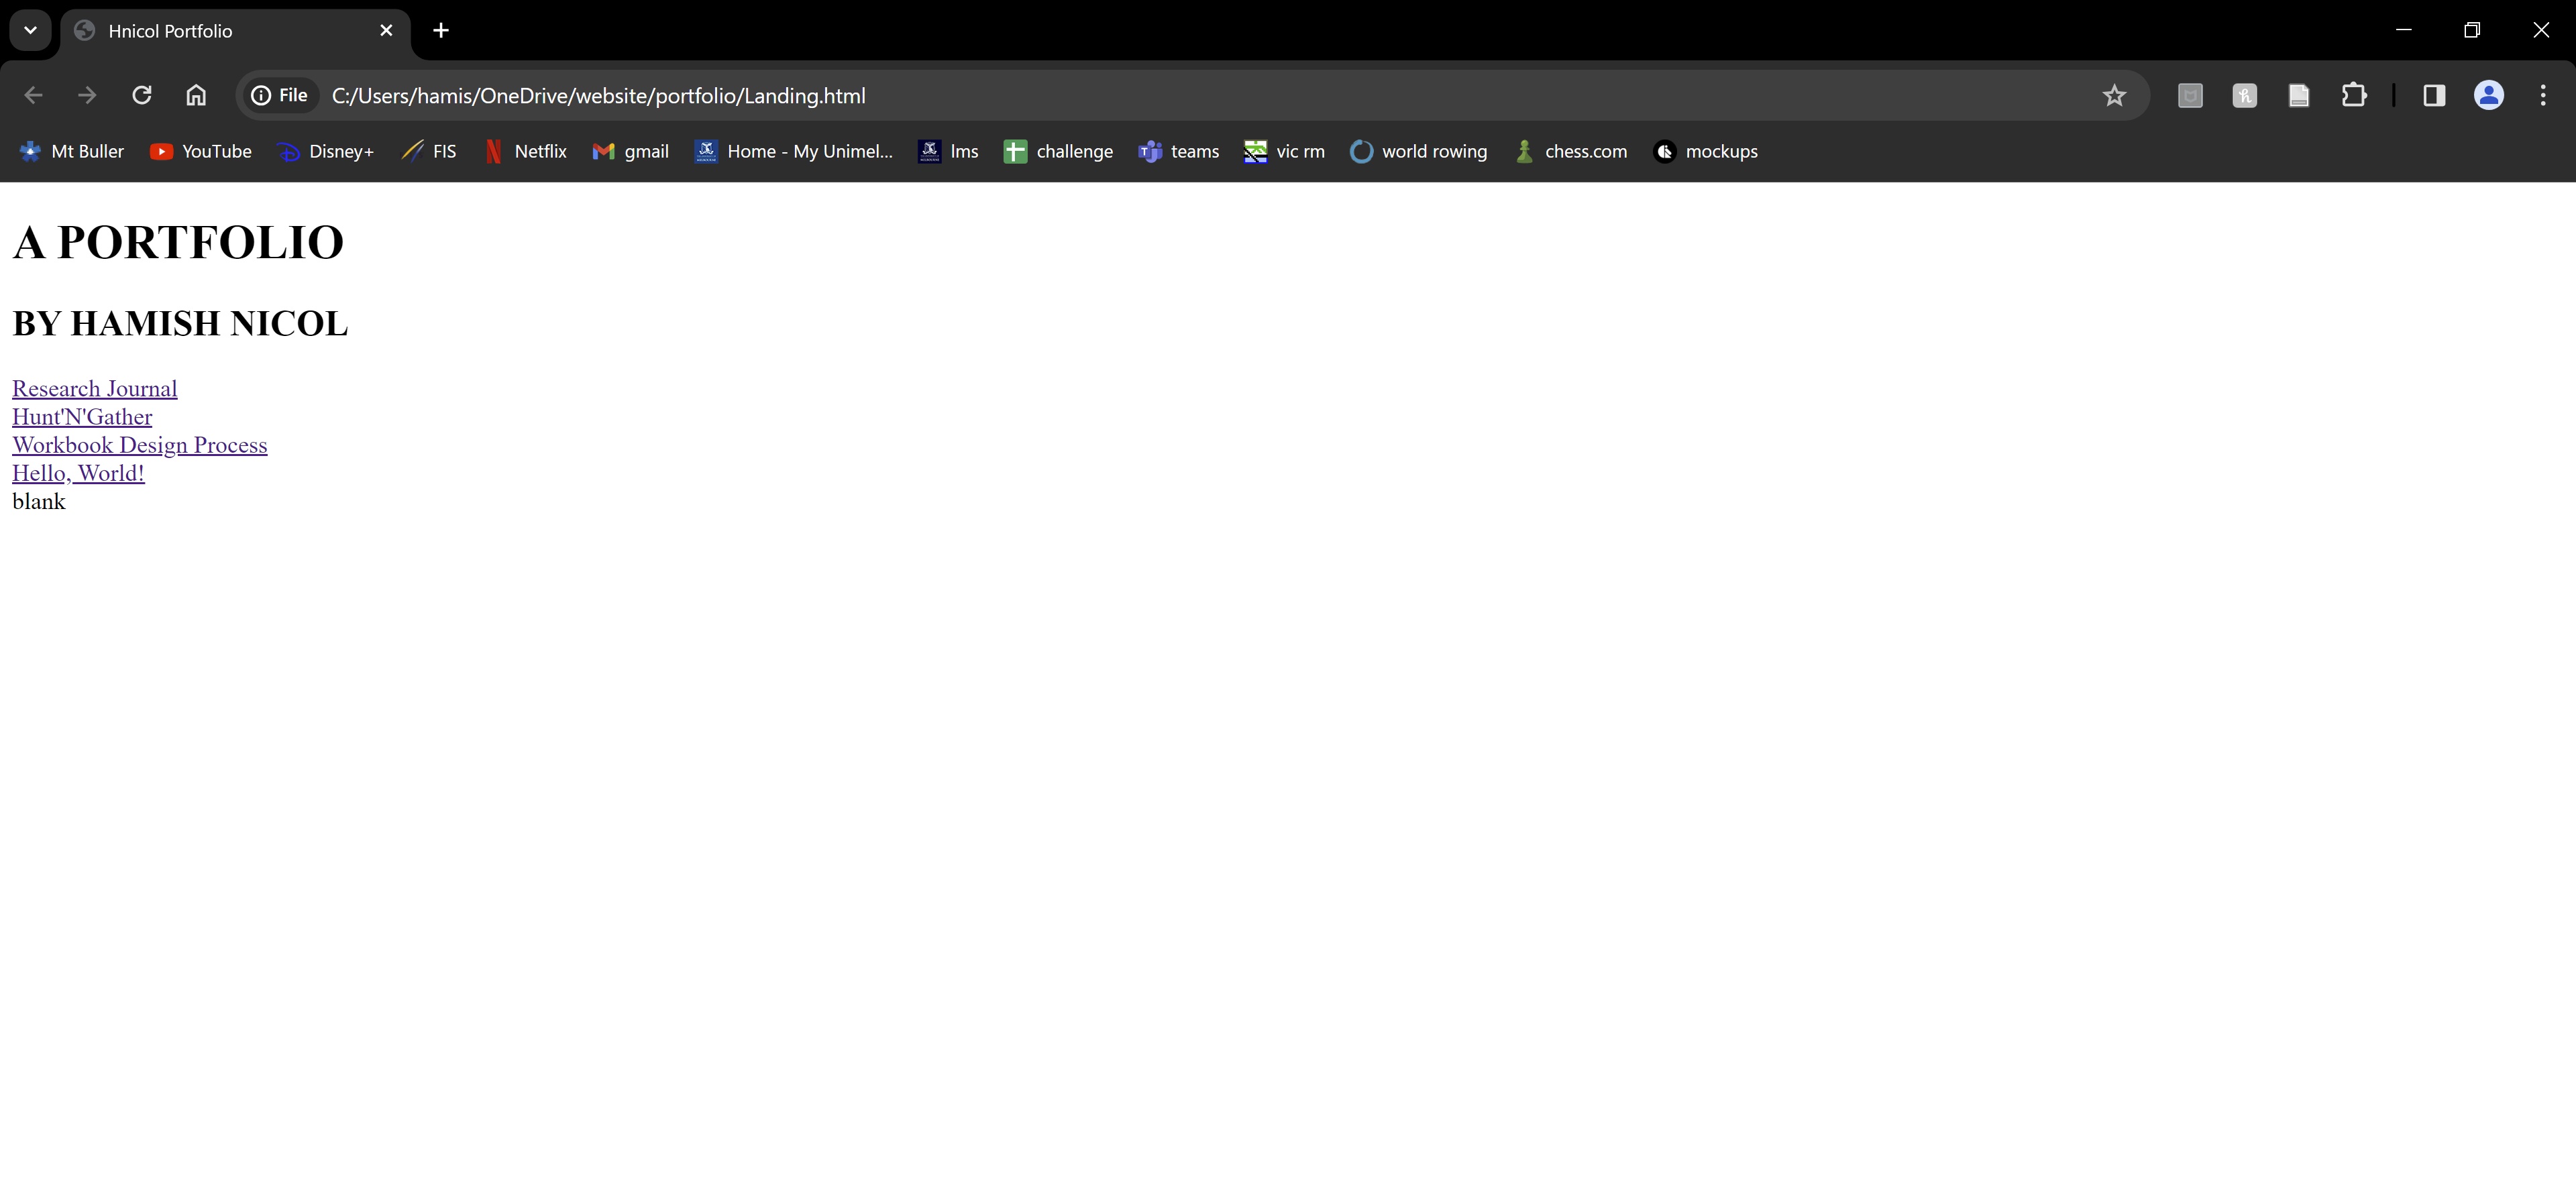 Hnicol Portfolio
File C:/Users/hamis/OneDrive/website/portfolio/Landing.html
Mt Buller YouTube Disney+ FIS Netflix gmail Home - My Unimel... lms challenge teams vic rm world rowing chess.com mockups
A PORTFOLIO
BY HAMISH NICOL
Research Journal
Hunt'N'Gather
Workbook Design Process
Hello, World!
blank